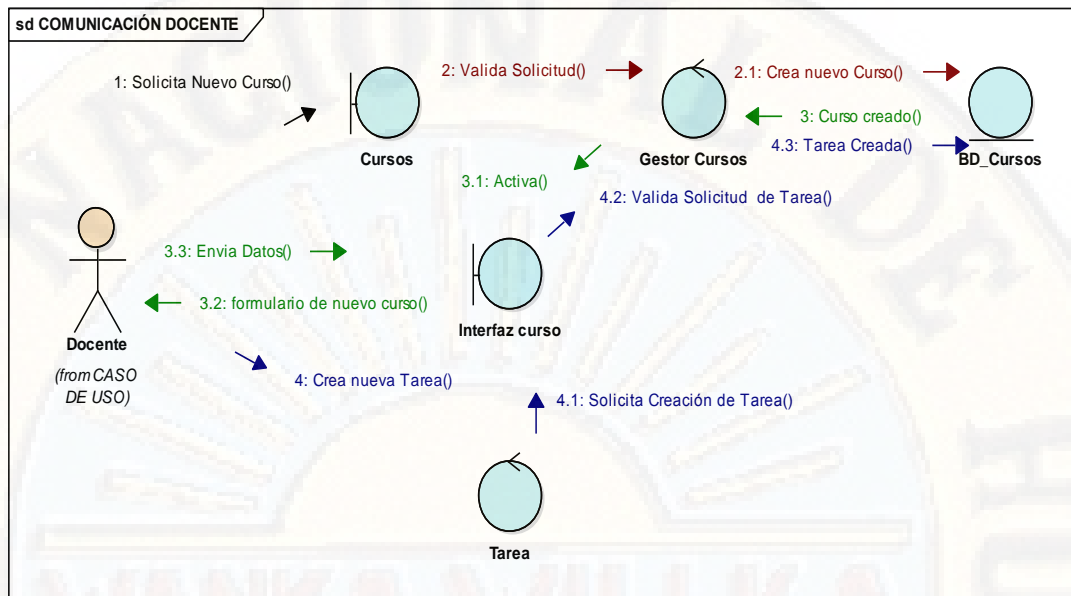 sd COMUNICACIÓN DOCENTE
1: Solicita Nuevo Curso()
2: Valida Solicitud()
2.1: Crea nuevo Curso()
3: Curso creado()
4.3: Tarea Creada()
Cursos
Gestor Cursos
BD_Cursos
3.1: Activa()
4.2: Valida Solicitud de Tarea()
3.3: Envia Datos()
3.2: formulario de nuevo curso()
Interfaz curso
Docente
(from CASO
DE USO)
4: Crea nueva Tarea()
4.1: Solicita Creación de Tarea()
Tarea
NACIONAL DE
HU